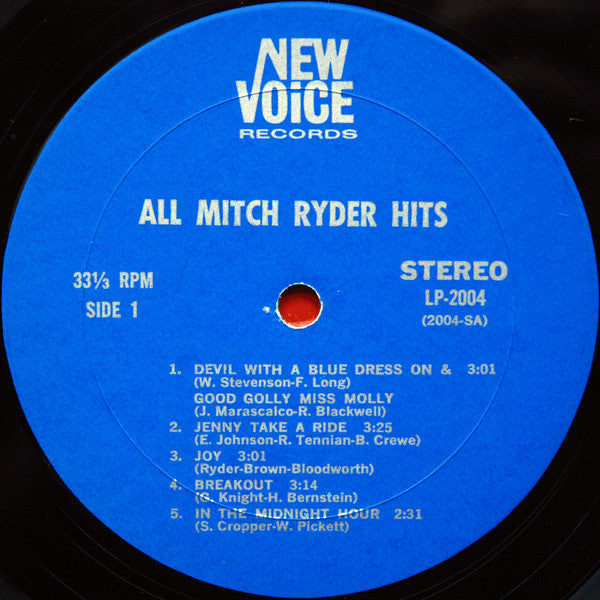 NEW
VOiCE
RECORDS
ALL MITCH RYDER HITS
33⅓ RPM
SIDE 1
STEREO
LP-2004
(2004-SA)
1. DEVIL WITH A BLUE DRESS ON & 3:01
(W. Stevenson-F. Long)
GOOD GOLLY MISS MOLLY
(J. Marascalco-R. Blackwell)
2. JENNY TAKE A RIDE 3:25
(E. Johnson-R. Tennian-B. Crewe)
3. JOY 3:01
(Ryder-Brown-Bloodworth)
4. BREAKOUT 3:14
(G. Knight-H. Bernstein)
5. IN THE MIDNIGHT HOUR 2:31
(S. Cropper-W. Pickett)